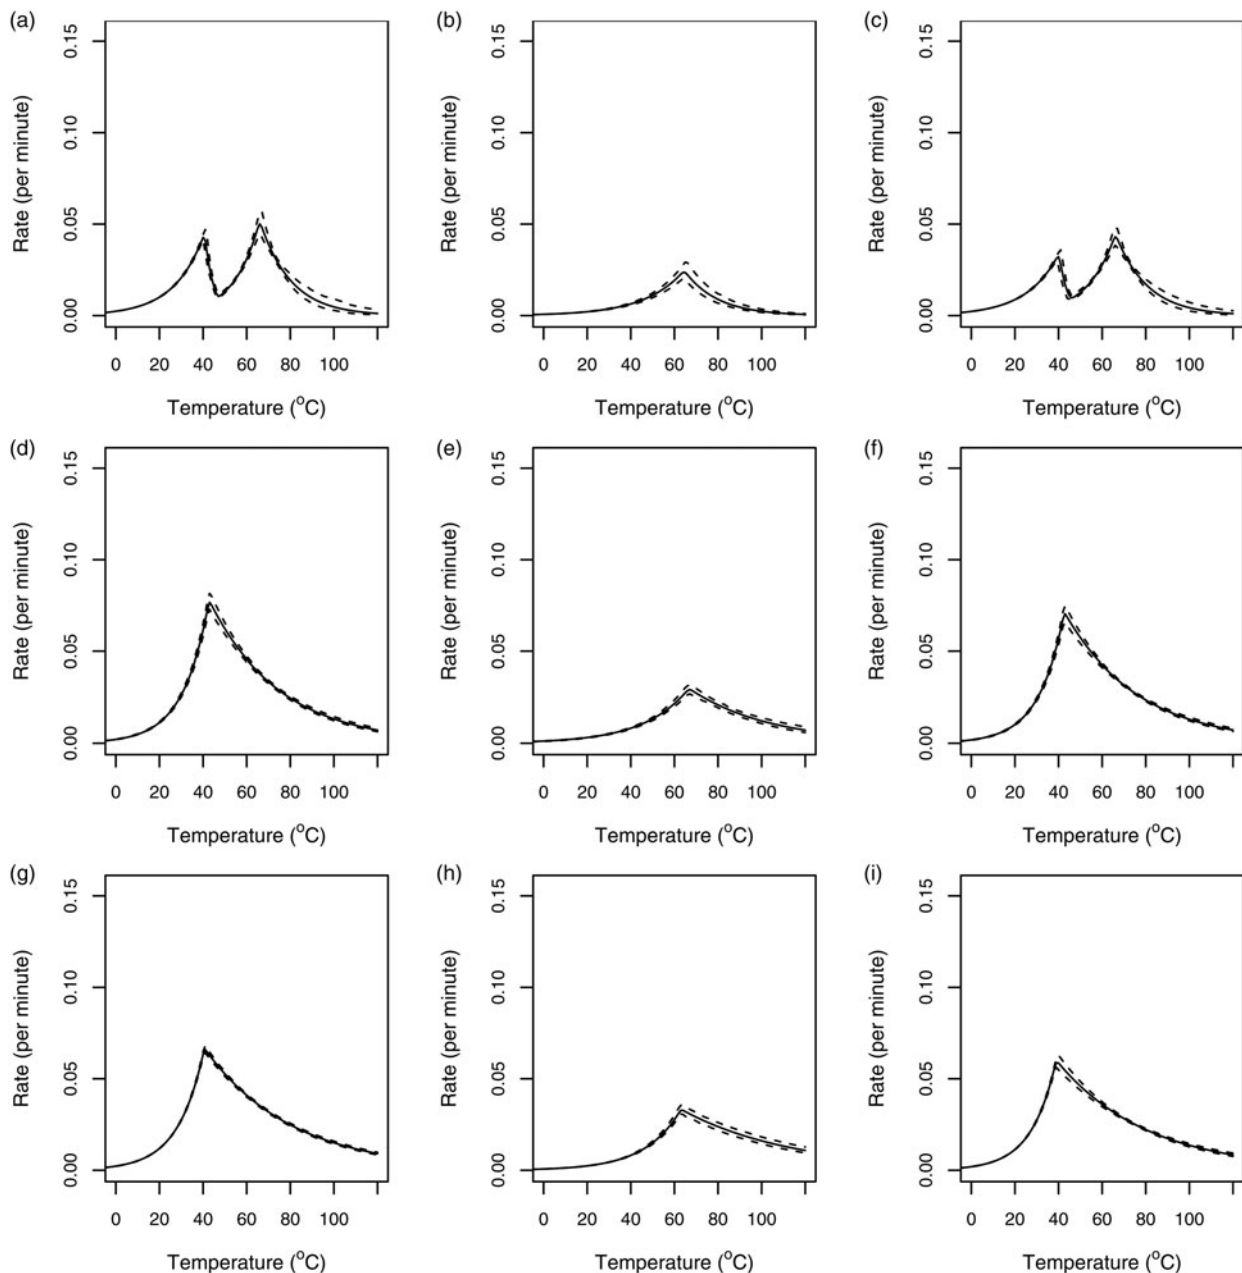 (a) (b) (c)
Rate (per minute) Rate (per minute) Rate (per minute)
0.15 0.15 0.15
0.10 0.10 0.10
0.05 0.05 0.05
0.00 0.00 0.00
0 20 40 60 80 100 0 20 40 60 80 100 0 20 40 60 80 100
Temperature (°C) Temperature (°C) Temperature (°C)
(d) (e) (f)
Rate (per minute) Rate (per minute) Rate (per minute)
0.15 0.15 0.15
0.10 0.10 0.10
0.05 0.05 0.05
0.00 0.00 0.00
0 20 40 60 80 100 0 20 40 60 80 100 0 20 40 60 80 100
Temperature (°C) Temperature (°C) Temperature (°C)
(g) (h) (i)
Rate (per minute) Rate (per minute) Rate (per minute)
0.15 0.15 0.15
0.10 0.10 0.10
0.05 0.05 0.05
0.00 0.00 0.00
0 20 40 60 80 100 0 20 40 60 80 100 0 20 40 60 80 100
Temperature (°C) Temperature (°C) Temperature (°C)